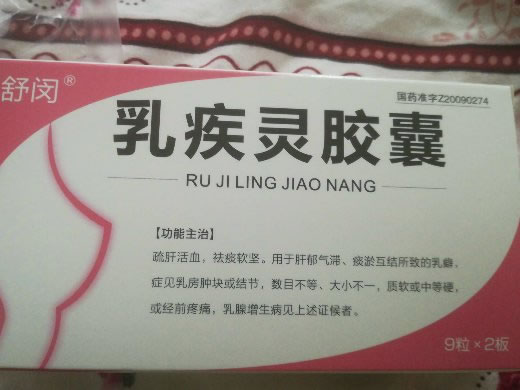 舒闵®
国药准字Z20090274
乳疾灵胶囊
RU JI LING JIAO NANG
【功能主治】
疏肝活血，祛痰软坚。用于肝郁气滞、痰淤互结所致的乳癖，
症见乳房肿块或结节，数目不等、大小不一，质软或中等硬，
或经前疼痛，乳腺增生病见上述证候者。
9粒×2板